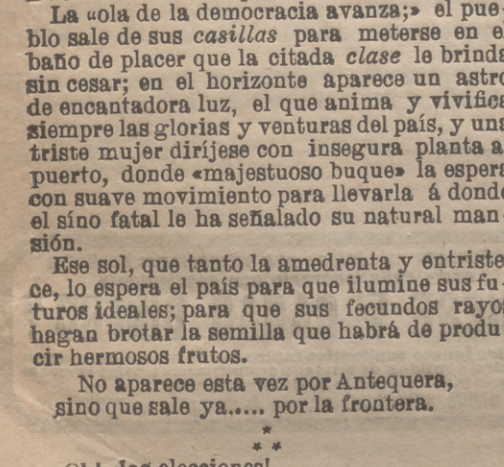 La “ola de la democracia avanza;» el pue-
blo sale de sus casillas para meterse en el
baño de placer que la citada clase le brinda
sin cesar; en el horizonte aparece un astro
de encantadora luz, el que anima y vivifica
siempre las glorias y venturas del país, y una
triste mujer diríjese con insegura planta al
puerto, donde «majestuoso buque» la espera
con suave movimiento para llevarla á donde
el sino fatal le ha señalado su natural man-
sión.
Ese sol, que tanto la amedrenta y entriste-
ce, lo espera el país para que ilumine sus fu-
turos ideales; para que sus fecundos rayos
hagan brotar la semilla que habrá de produ-
cir hermosos frutos.
No aparece esta vez por Antequera,
sino que sale ya..... por la frontera.
*
* *
elecciones!